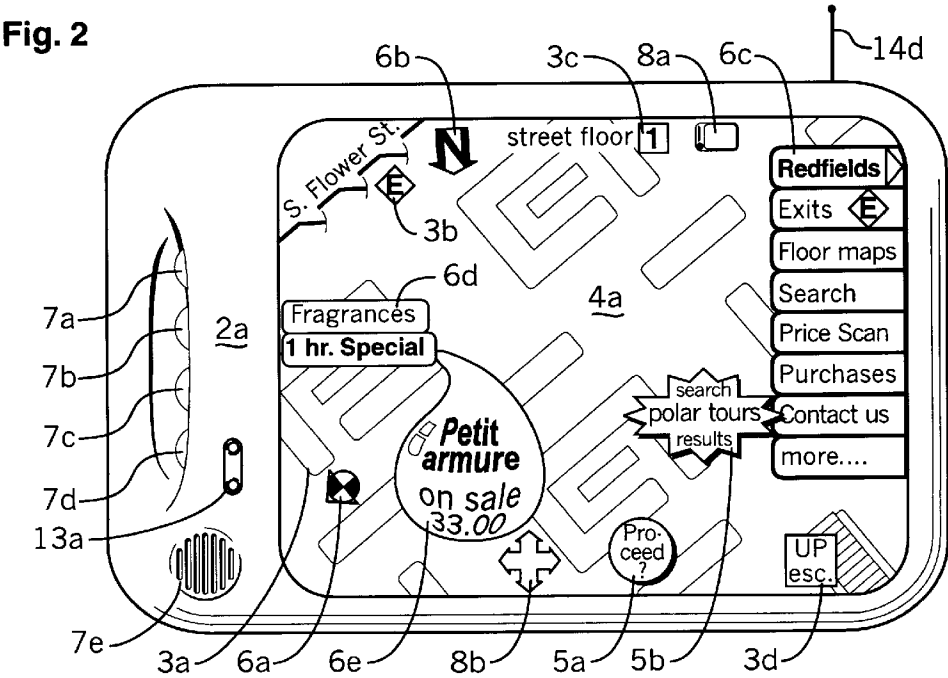 Fig. 2
14d
6b
3c
8a
6c
street floor 1
N
S. Flower St.
E
3b
Redfields
Exits E
Floor maps
Search
Price Scan
Purchases
Contact us
more....
6d
4a
Fragrances
1 hr. Special
2a
7a
7b
7c
7d
13a
7e
search
polar tours
results
Petit
armure
on sale
33.00
Pro-
ceed
?
UP
esc.
3a
6a
6e
8b
5a
5b
3d